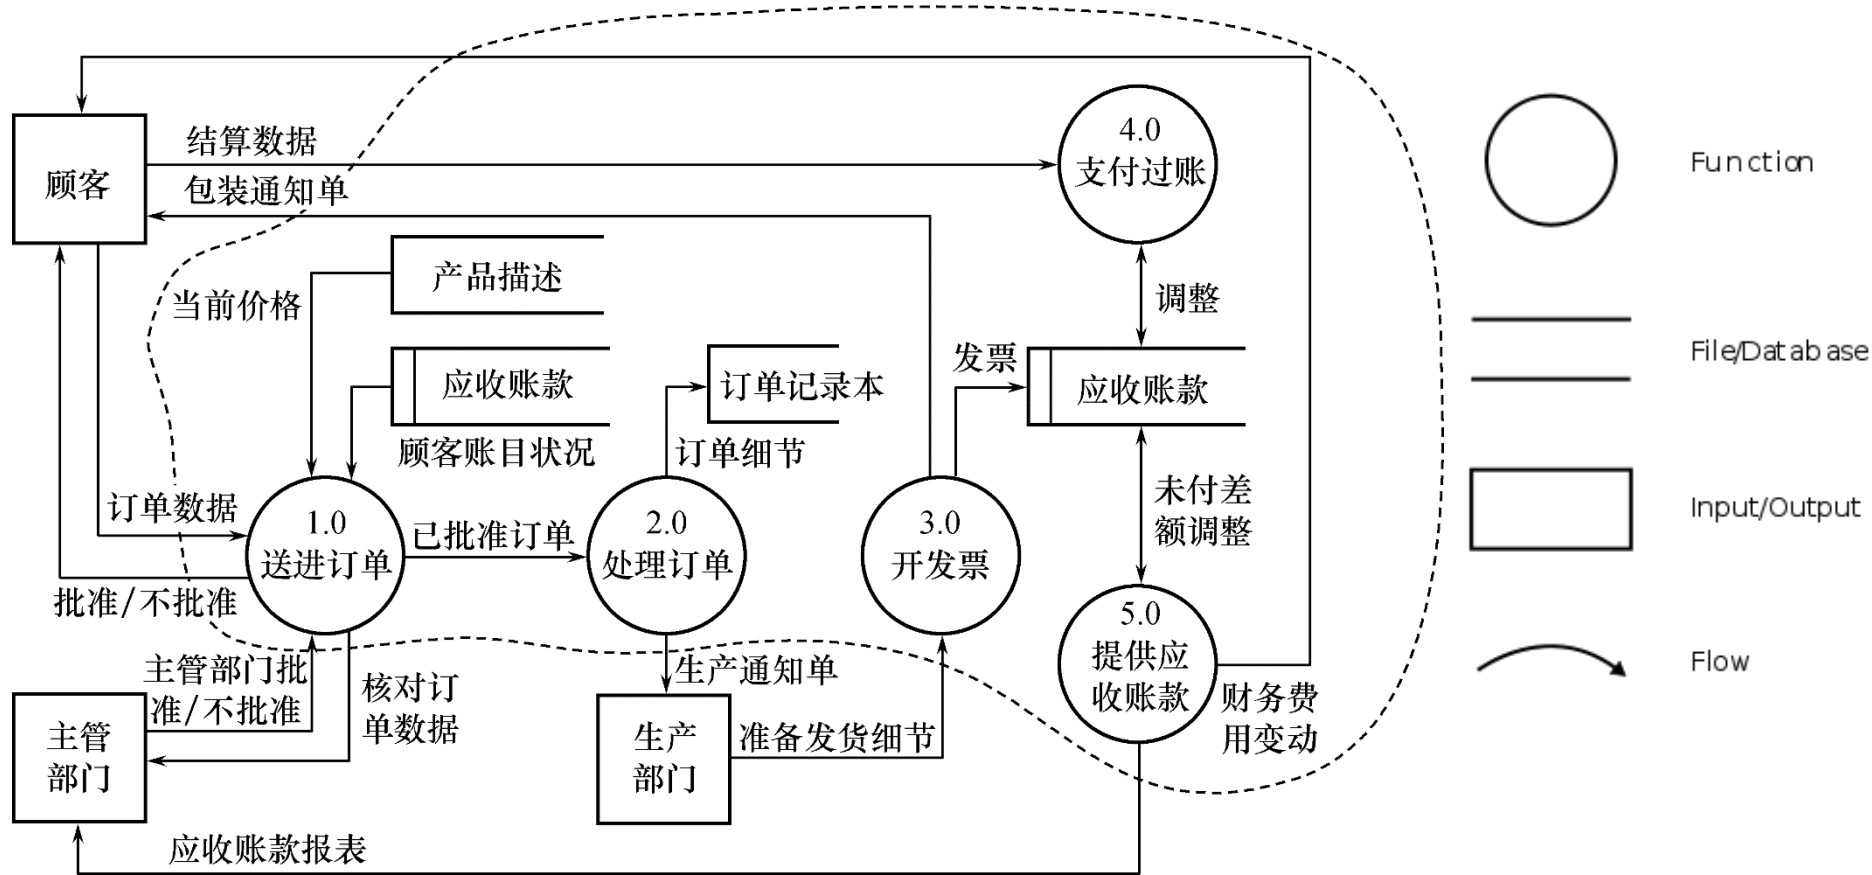 顾客
结算数据
包装通知单
4.0
支付过账
产品描述
当前价格
调整
应收账款
顾客账目状况
订单记录本
订单细节
发票
应收账款
订单数据
1.0
送进订单
已批准订单
2.0
处理订单
3.0
开发票
未付差
额调整
批准/不批准
5.0
提供应
收账款
主管部门批
准/不批准
核对订
单数据
生产通知单
财务费
用变动
主管
部门
生产
部门
准备发货细节
应收账款报表
Function
File/Database
Input/Output
Flow